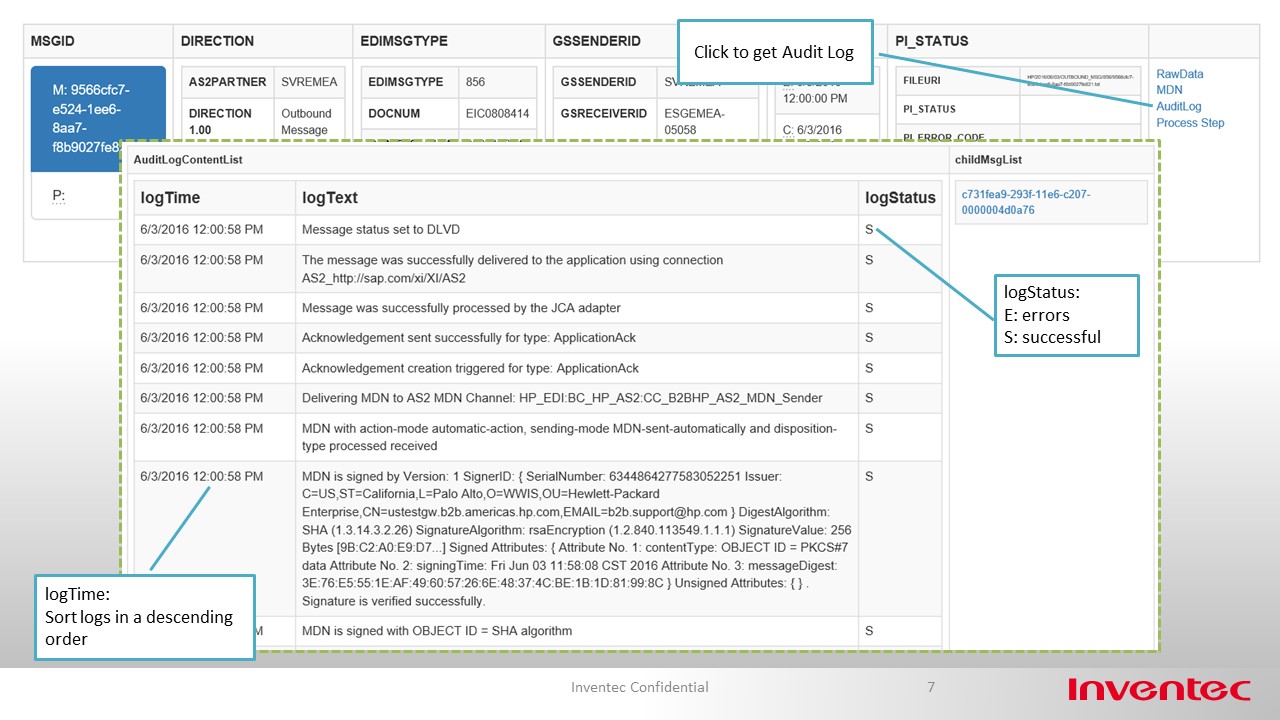 MSGID
DIRECTION
EDIMSGTYPE
GSSENDERID
PI_STATUS
Click to get Audit Log
M: 9566cfc7-
e524-1ee6-
8aa7-
f8b9027fe8
P:
AS2PARTNER SVREMEA
DIRECTION Outbound
1.00 Message
EDIMSGTYPE 856
DOCNUM EIC0808414
GSSENDERID
GSRECEIVERID ESGEMEA-
05058
12:00:00 PM
C: 6/3/2016
FILEURI
PI_STATUS
PI_ERROR_CODE
RawData
MDN
AuditLog
Process Step
AuditLogContentList
childMsgList
logTime logText logStatus
c731fea9-293f-11e6-c207-
0000004d0a76
6/3/2016 12:00:58 PM Message status set to DLVD S
6/3/2016 12:00:58 PM The message was successfully delivered to the application using connection S
AS2_http://sap.com/xi/XI/AS2
6/3/2016 12:00:58 PM Message was successfully processed by the JCA adapter S
6/3/2016 12:00:58 PM Acknowledgement sent successfully for type: ApplicationAck S
6/3/2016 12:00:58 PM Acknowledgement creation triggered for type: ApplicationAck S
6/3/2016 12:00:58 PM Delivering MDN to AS2 MDN Channel: HP_EDI:BC_HP_AS2:CC_B2BHP_AS2_MDN_Sender S
6/3/2016 12:00:58 PM MDN with action-mode automatic-action, sending-mode MDN-sent-automatically and disposition- S
type processed received
6/3/2016 12:00:58 PM MDN is signed by Version: 1 SignerID: { SerialNumber: 6344864277583052251 Issuer: S
C=US,ST=California,L=Palo Alto,O=WWIS,OU=Hewlett-Packard
Enterprise,CN=ustestgw.b2b.americas.hp.com,EMAIL=b2b.support@hp.com } DigestAlgorithm:
SHA (1.3.14.3.2.26) SignatureAlgorithm: rsaEncryption (1.2.840.113549.1.1.1) SignatureValue: 256
Bytes [9B:C2:A0:E9:D7...] Signed Attributes: { Attribute No. 1: contentType: OBJECT ID = PKCS#7
data Attribute No. 2: signingTime: Fri Jun 03 11:58:08 CST 2016 Attribute No. 3: messageDigest:
3E:76:E5:55:1E:AF:49:60:57:26:6E:48:37:4C:BE:1B:1D:81:99:8C } Unsigned Attributes: { } .
Signature is verified successfully.
M MDN is signed with OBJECT ID = SHA algorithm S
logStatus:
E: errors
S: successful
logTime:
Sort logs in a descending
order
Inventec Confidential
7
Inventec